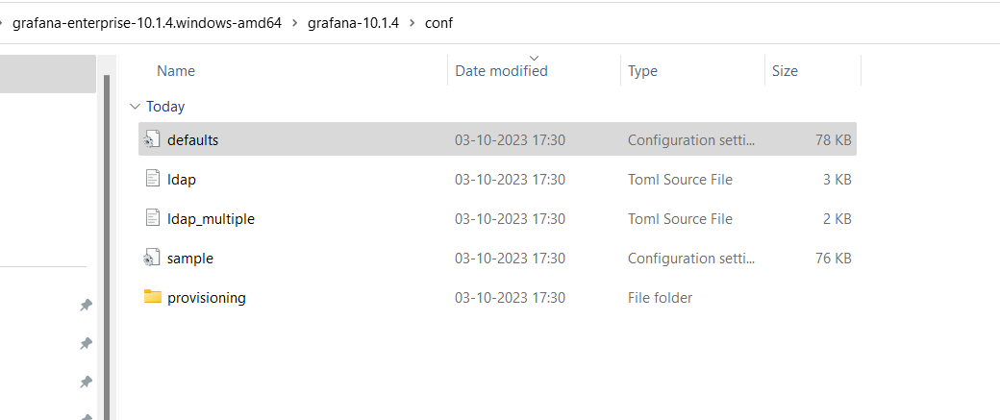 grafana-enterprise-10.1.4.windows-amd64 > grafana-10.1.4 > conf
Name Date modified Type Size
Today
defaults 03-10-2023 17:30 Configuration setti... 78 KB
ldap 03-10-2023 17:30 Toml Source File 3 KB
ldap_multiple 03-10-2023 17:30 Toml Source File 2 KB
sample 03-10-2023 17:30 Configuration setti... 76 KB
provisioning 03-10-2023 17:30 File folder